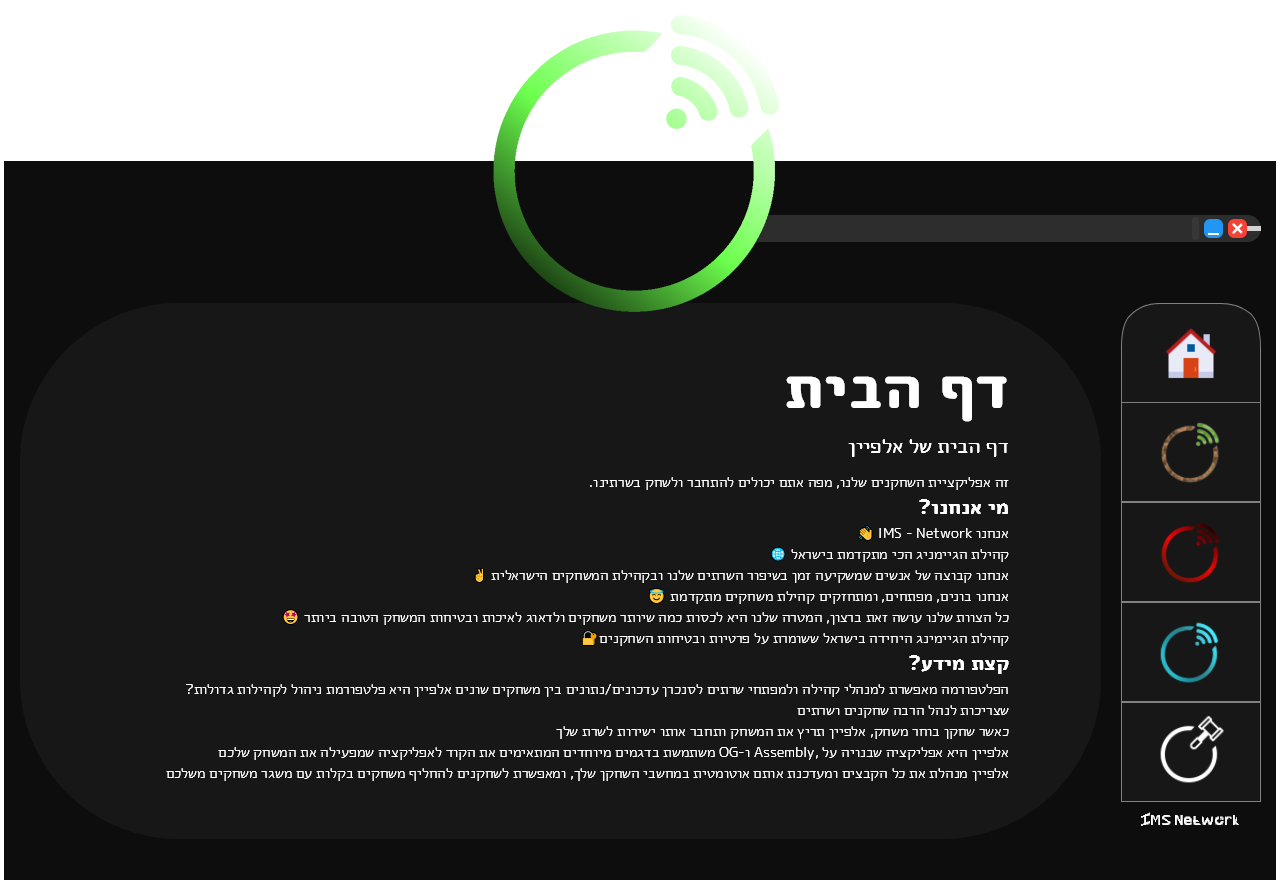 דף הבית
דף הבית של אלפיין
זה אפליקציית השחקנים שלנו, מפה אתם יכולים להתחבר ולשחק בשרתינו.
מי אנחנו?
אנחנו IMS - Network 👋
קהילת הגיימניג הכי מתקדמת בישראל 🌐
אנחנו קבוצה של אנשים שמשקיעה זמן בשיפור השרתים שלנו ובקהילת המשחקים הישראלית ✌
אנחנו בונים, מפתחים, ומתחזקים קהילת משחקים מתקדמת 😇
כל הצוות שלנו עושה זאת ברצון, המטרה שלנו היא לכסות כמה שיותר משחקים ולדאוג לאיכות ובטיחות המשחק הטובה ביותר 🤩
קהילת הגיימינג היחידה בישראל ששומרת על פרטיות ובטיחות השחקנים 🔐
קצת מידע?
הפלטפורמה מאפשרת למנהלי קהילה ולמפתחי שרתים לסנכרן עדכונים/נתונים בין משחקים שונים אלפיין היא פלטפורמת ניהול לקהילות גדולות?
שצריכות לנהל הרבה שחקנים ושרתים
כאשר שחקן בוחר משחק, אלפיין תריץ את המשחק ותחבר אותו ישירות לשרת שלך
אלפיין היא אפליקציה שבנויה על ,Assembly ו-OG משתמשת בדגמים מיוחדים המתאימים את הקוד לאפליקציה שמפעילה את המשחק שלכם
אלפיין מנהלת את כל הקבצים ומעדכנת אותם אוטומטית במחשבי השחקן שלך, ומאפשרת לשחקנים להחליף משחקים בקלות עם משגר משחקים משלכם
IMS Network